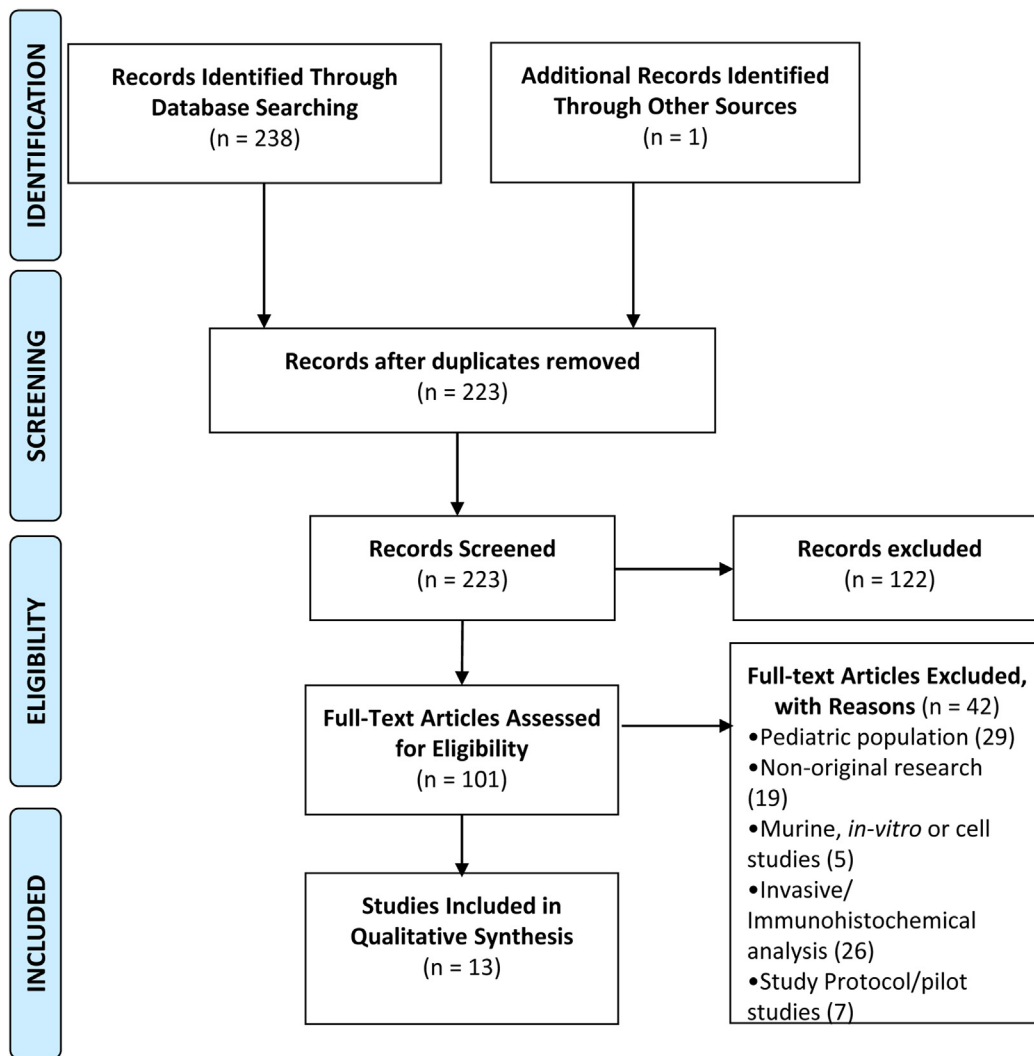 IDENTIFICATION
Records Identified Through
Database Searching
(n = 238)
Additional Records Identified
Through Other Sources
(n = 1)
SCREENING
Records after duplicates removed
(n = 223)
Records Screened
(n = 223)
Records excluded
(n = 122)
ELIGIBILITY
Full-Text Articles Assessed
for Eligibility
(n = 101)
Full-text Articles Excluded,
with Reasons (n = 42)
•Pediatric population (29)
•Non-original research
(19)
•Murine, in-vitro or cell
studies (5)
•Invasive/
Immunohistochemical
analysis (26)
•Study Protocol/pilot
studies (7)
INCLUDED
Studies Included in
Qualitative Synthesis
(n = 13)